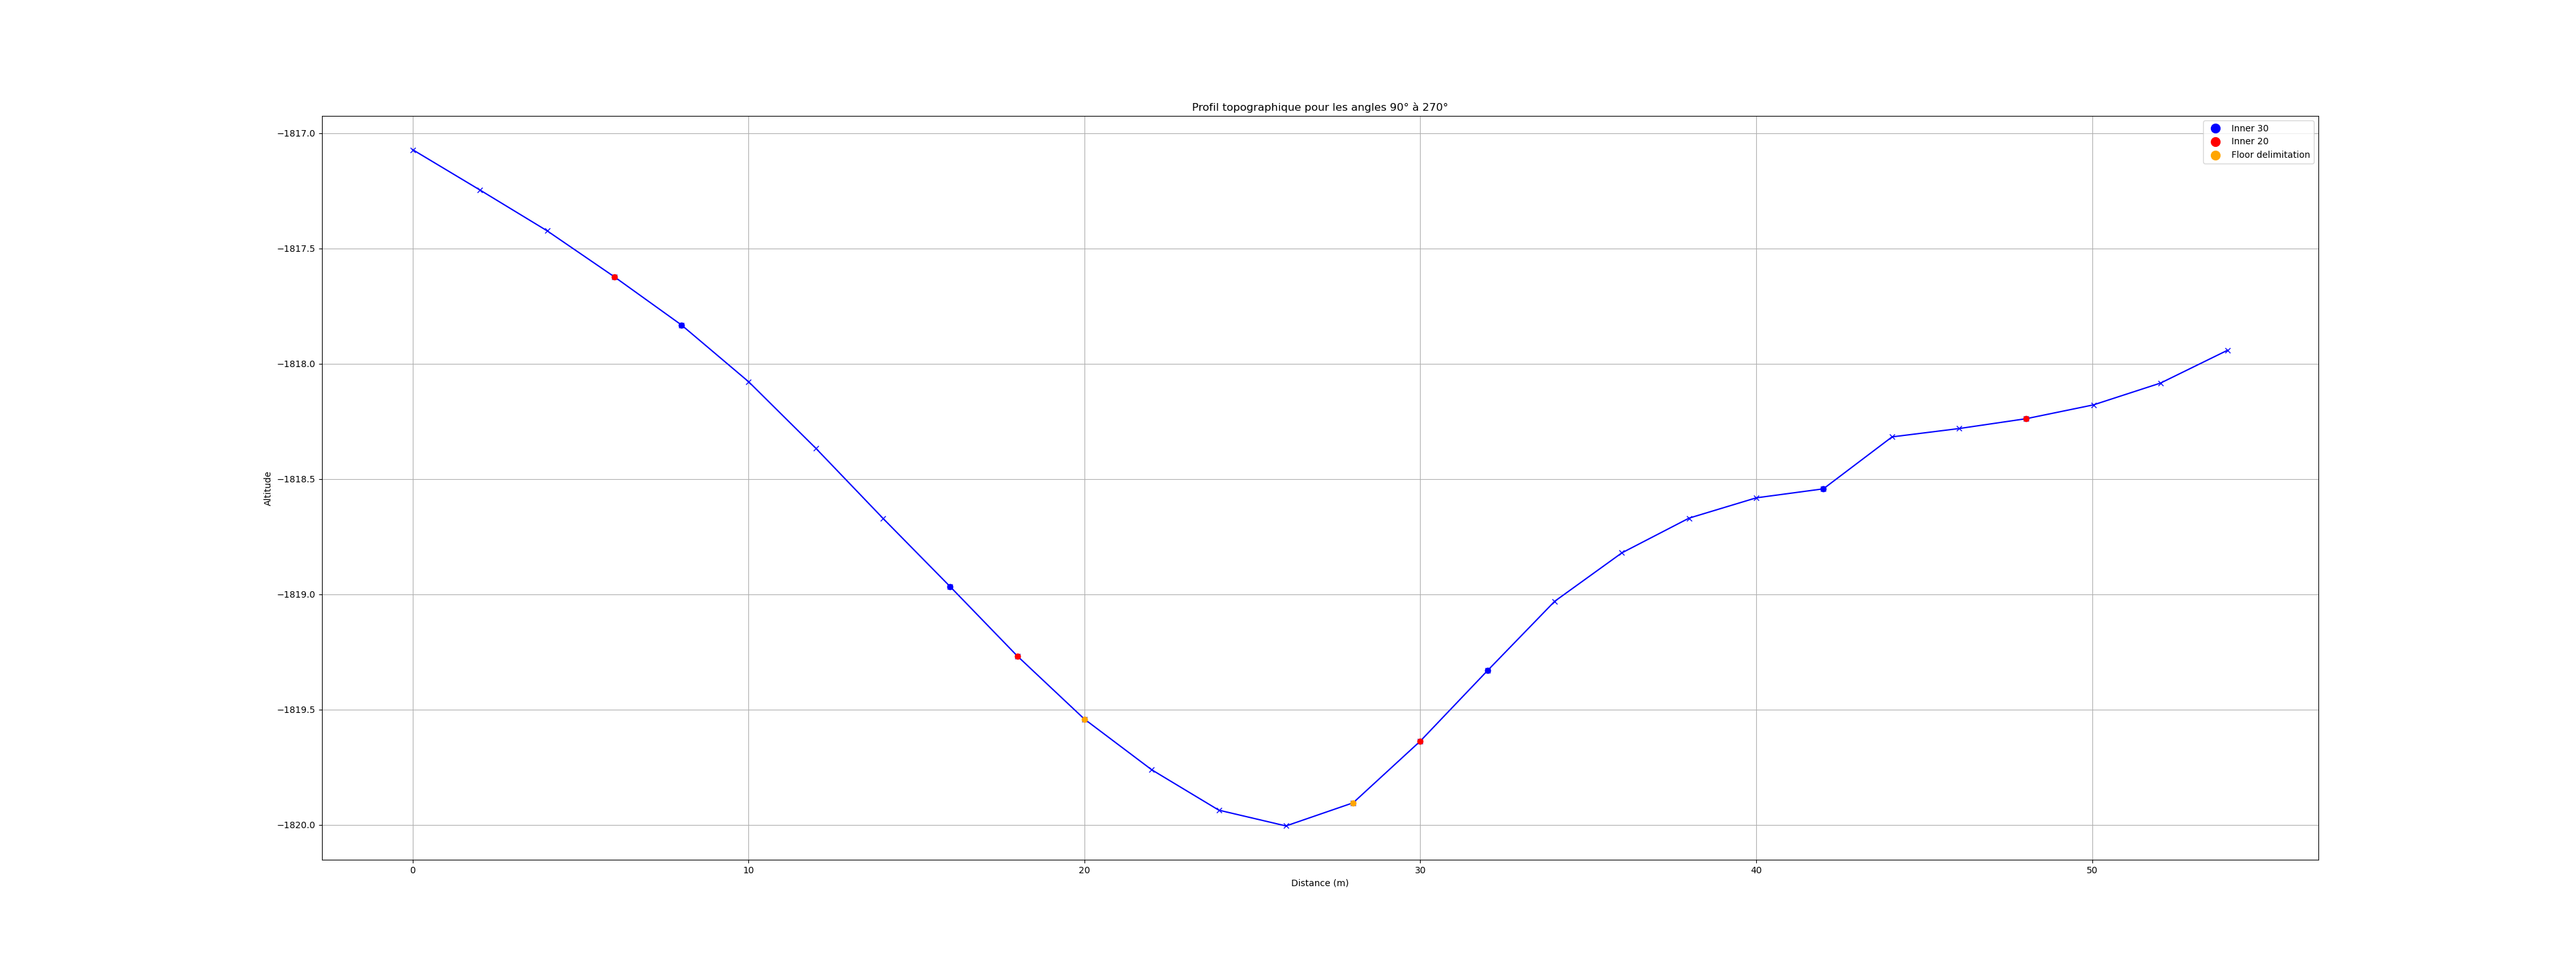 Profil topographique pour les angles 90° à 270°
Inner 30
Inner 20
Floor delimitation
−1817.0
−1817.5
−1818.0
−1818.5
−1819.0
−1819.5
−1820.0
Altitude
0 10 20 30 40 50
Distance (m)